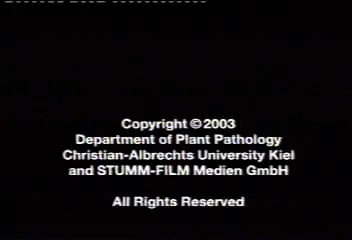 Copyright © 2003
Department of Plant Pathology
Christian-Albrechts University Kiel
and STUMM-FILM Medien GmbH
All Rights Reserved